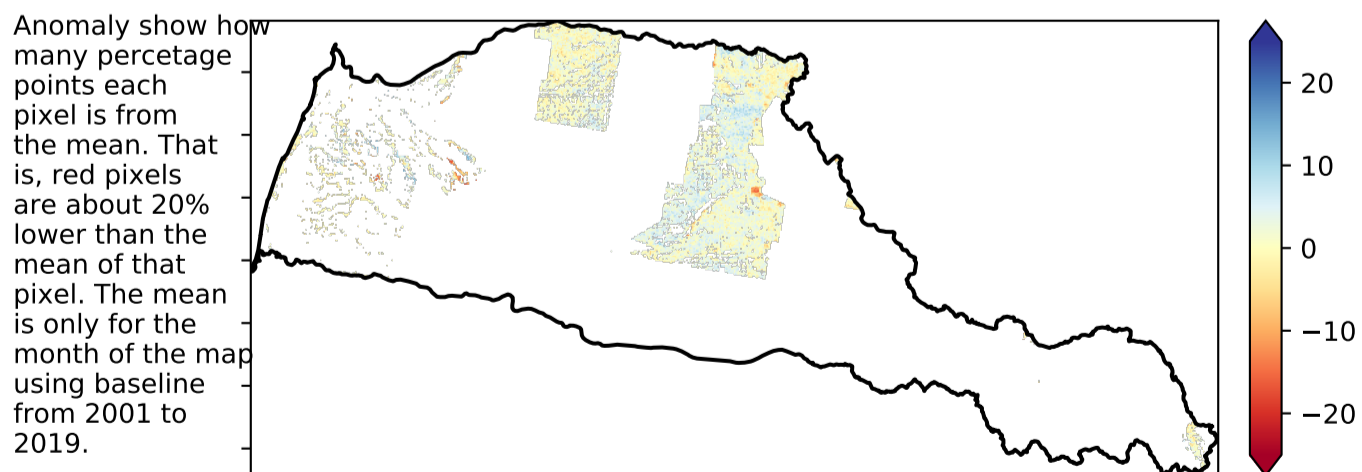 Anomaly show how
many percetage
points each
pixel is from
the mean. That
is, red pixels
are about 20%
lower than the
mean of that
pixel. The mean
is only for the
month of the map
using baseline
from 2001 to
2019.
20
10
0
−10
−20